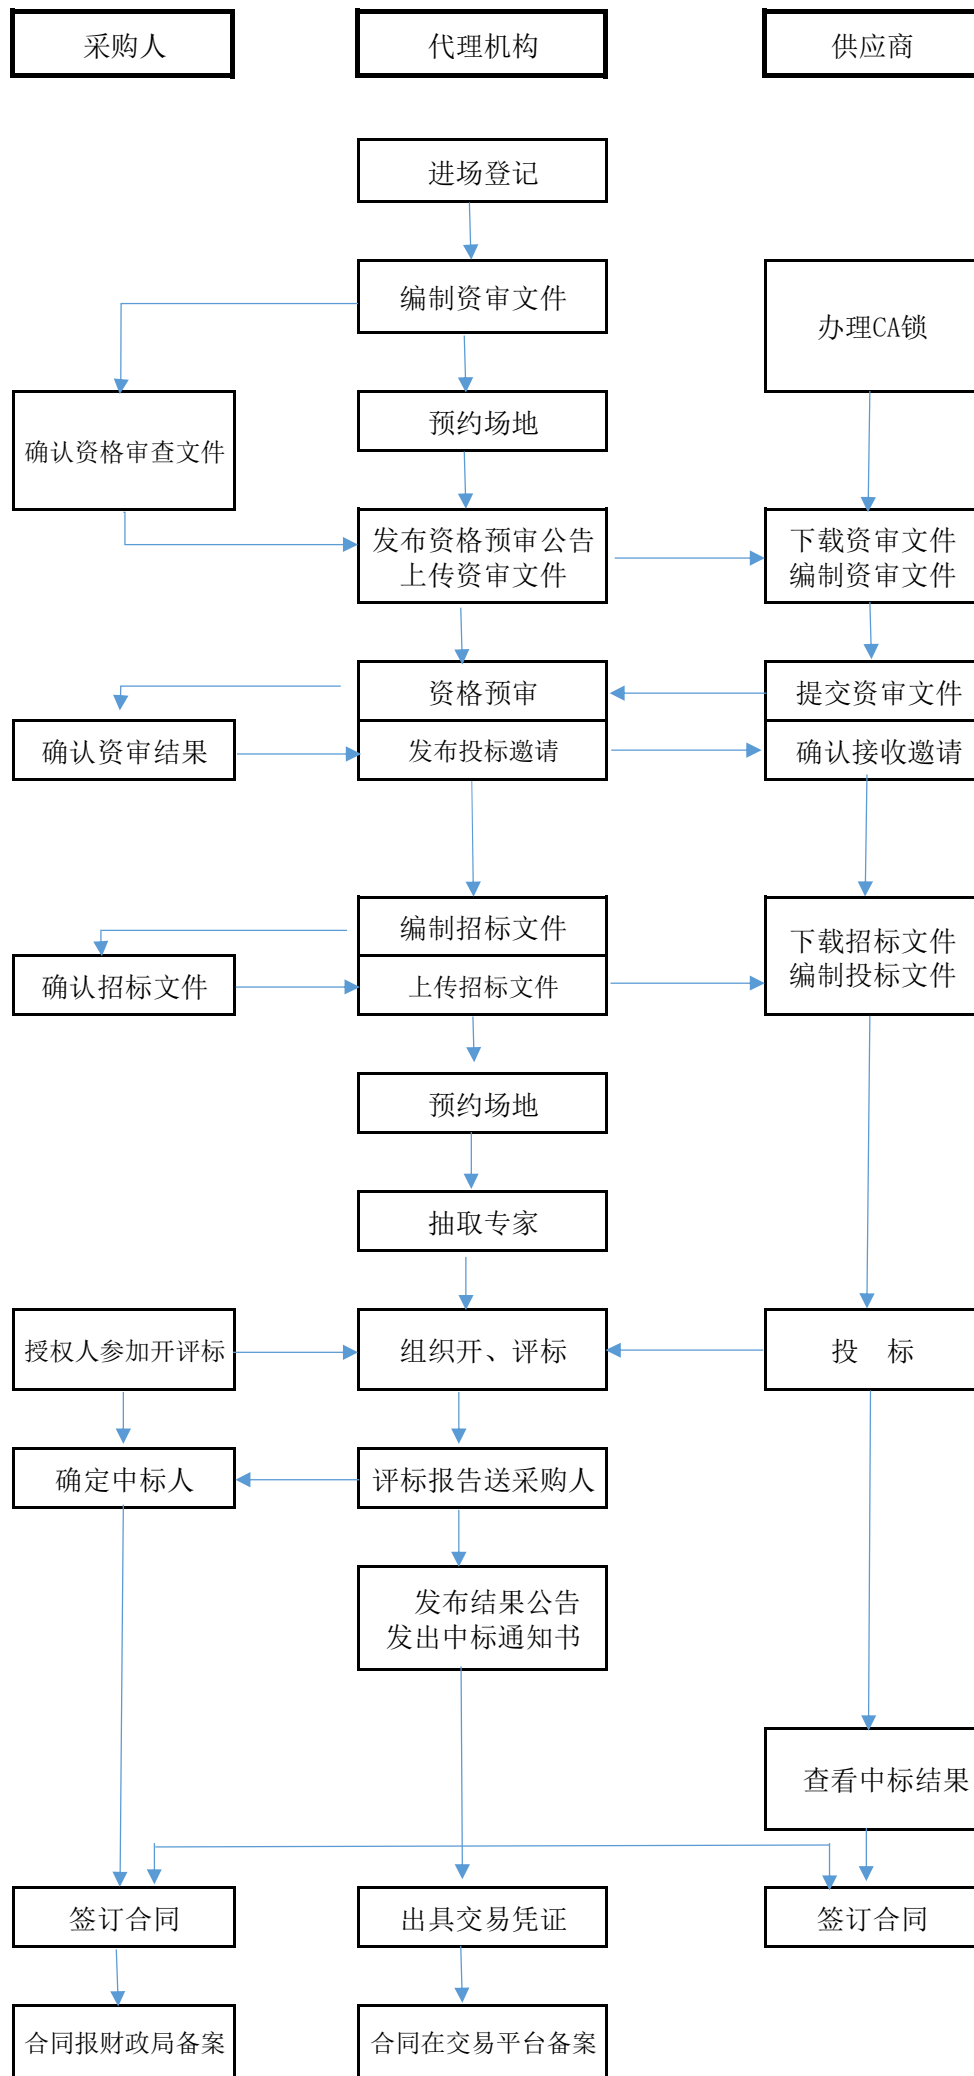 采购人
代理机构
供应商
进场登记
编制资审文件
办理CA锁
确认资格审查文件
预约场地
发布资格预审公告
上传资审文件
下载资审文件
编制资审文件
资格预审
提交资审文件
确认资审结果
发布投标邀请
确认接收邀请
编制招标文件
下载招标文件
编制投标文件
确认招标文件
上传招标文件
预约场地
抽取专家
授权人参加开评标
组织开、评标
投 标
确定中标人
评标报告送采购人
发布结果公告
发出中标通知书
查看中标结果
签订合同
出具交易凭证
签订合同
合同报财政局备案
合同在交易平台备案